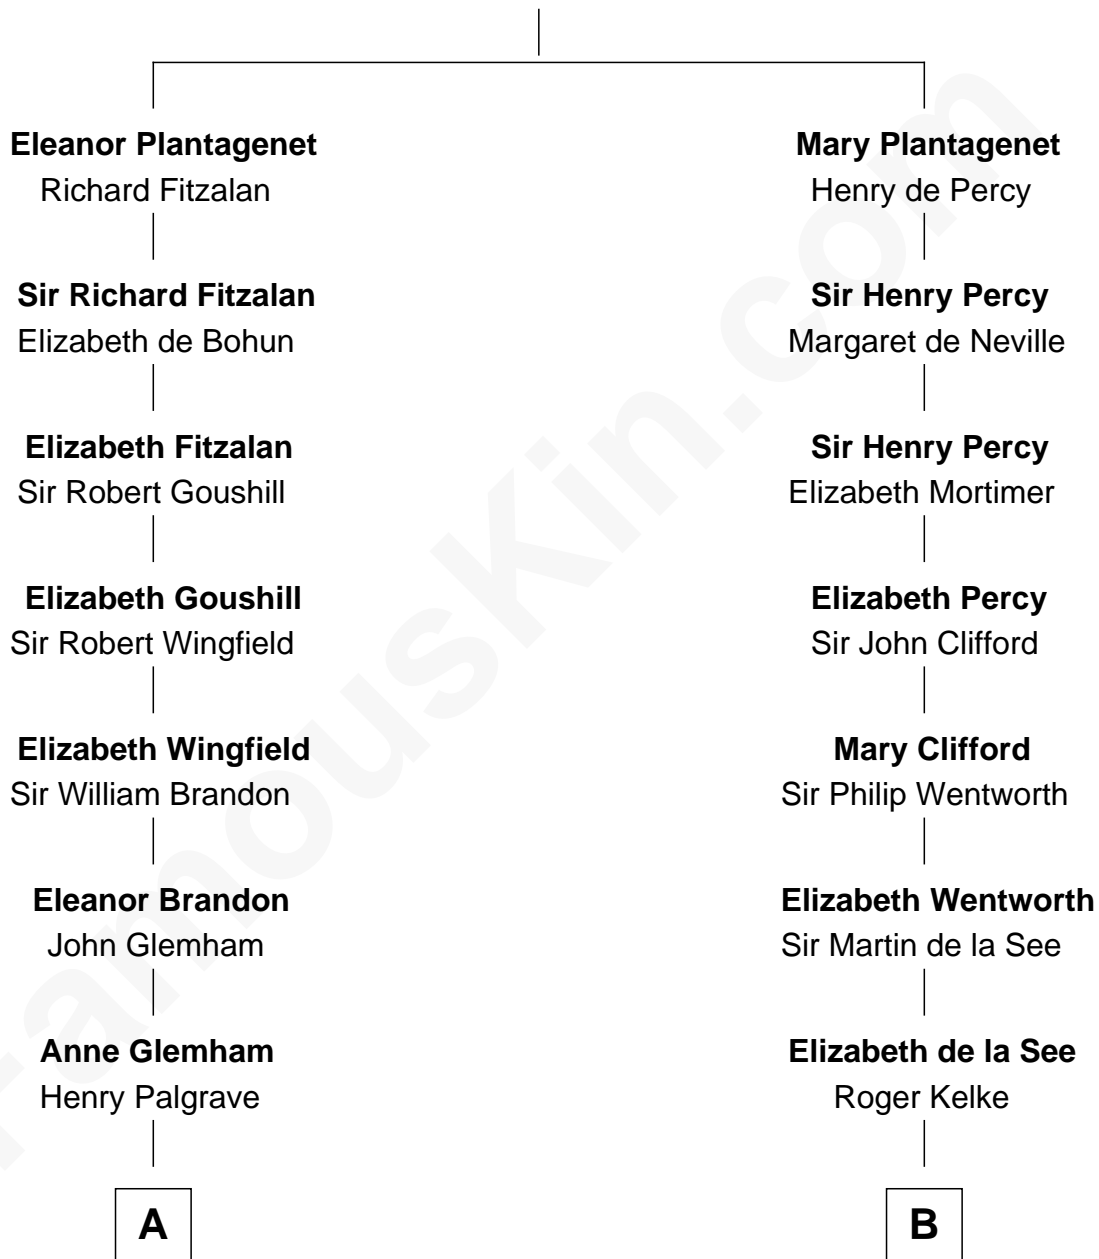 Eleanor Plantagenet
Richard Fitzalan
Sir Richard Fitzalan
Elizabeth de Bohun
Elizabeth Fitzalan
Sir Robert Goushill
Elizabeth Goushill
Sir Robert Wingfield
Elizabeth Wingfield
Sir William Brandon
Eleanor Brandon
John Glemham
Anne Glemham
Henry Palgrave
A
Mary Plantagenet
Henry de Percy
Sir Henry Percy
Margaret de Neville
Sir Henry Percy
Elizabeth Mortimer
Elizabeth Percy
Sir John Clifford
Mary Clifford
Sir Philip Wentworth
Elizabeth Wentworth
Sir Martin de la See
Elizabeth de la See
Roger Kelke
B
FamousKin.com